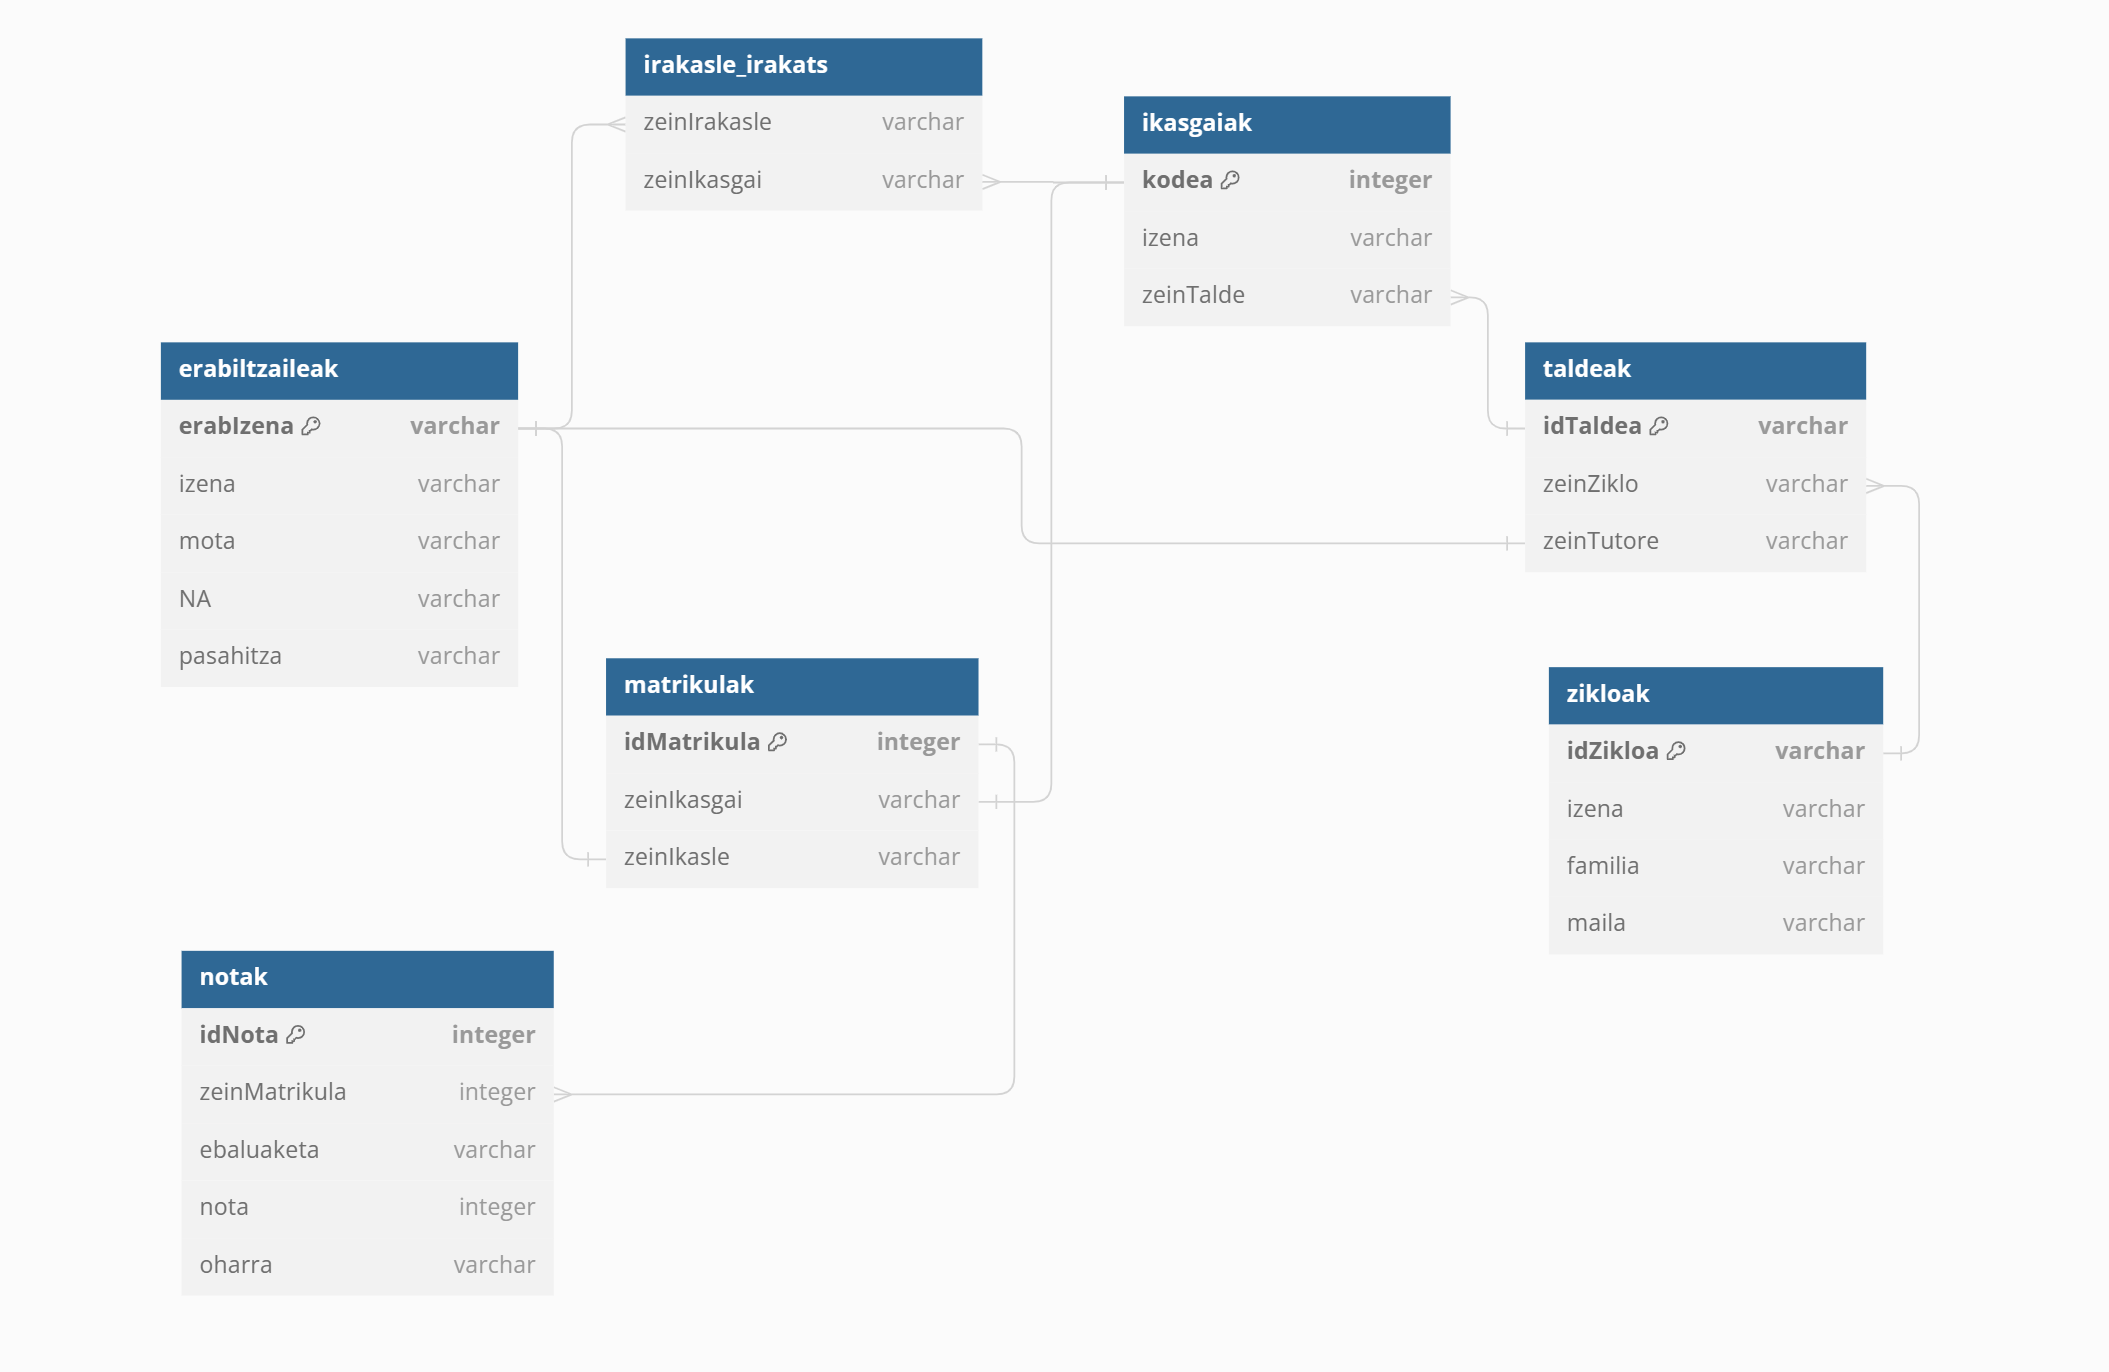 irakasle_irakats
zeinIrakasle varchar
zeinIkasgai varchar
ikasgaiak
kodea integer
izena varchar
zeinTalde varchar
erabiltzaileak
erabIzena varchar
izena varchar
mota varchar
NA varchar
pasahitza varchar
taldeak
idTaldea varchar
zeinZiklo varchar
zeinTutore varchar
matrikulak
idMatrikula integer
zeinIkasgai varchar
zeinIkasle varchar
zikloak
idZikloa varchar
izena varchar
familia varchar
maila varchar
notak
idNota integer
zeinMatrikula integer
ebaluaketa varchar
nota integer
oharra varchar